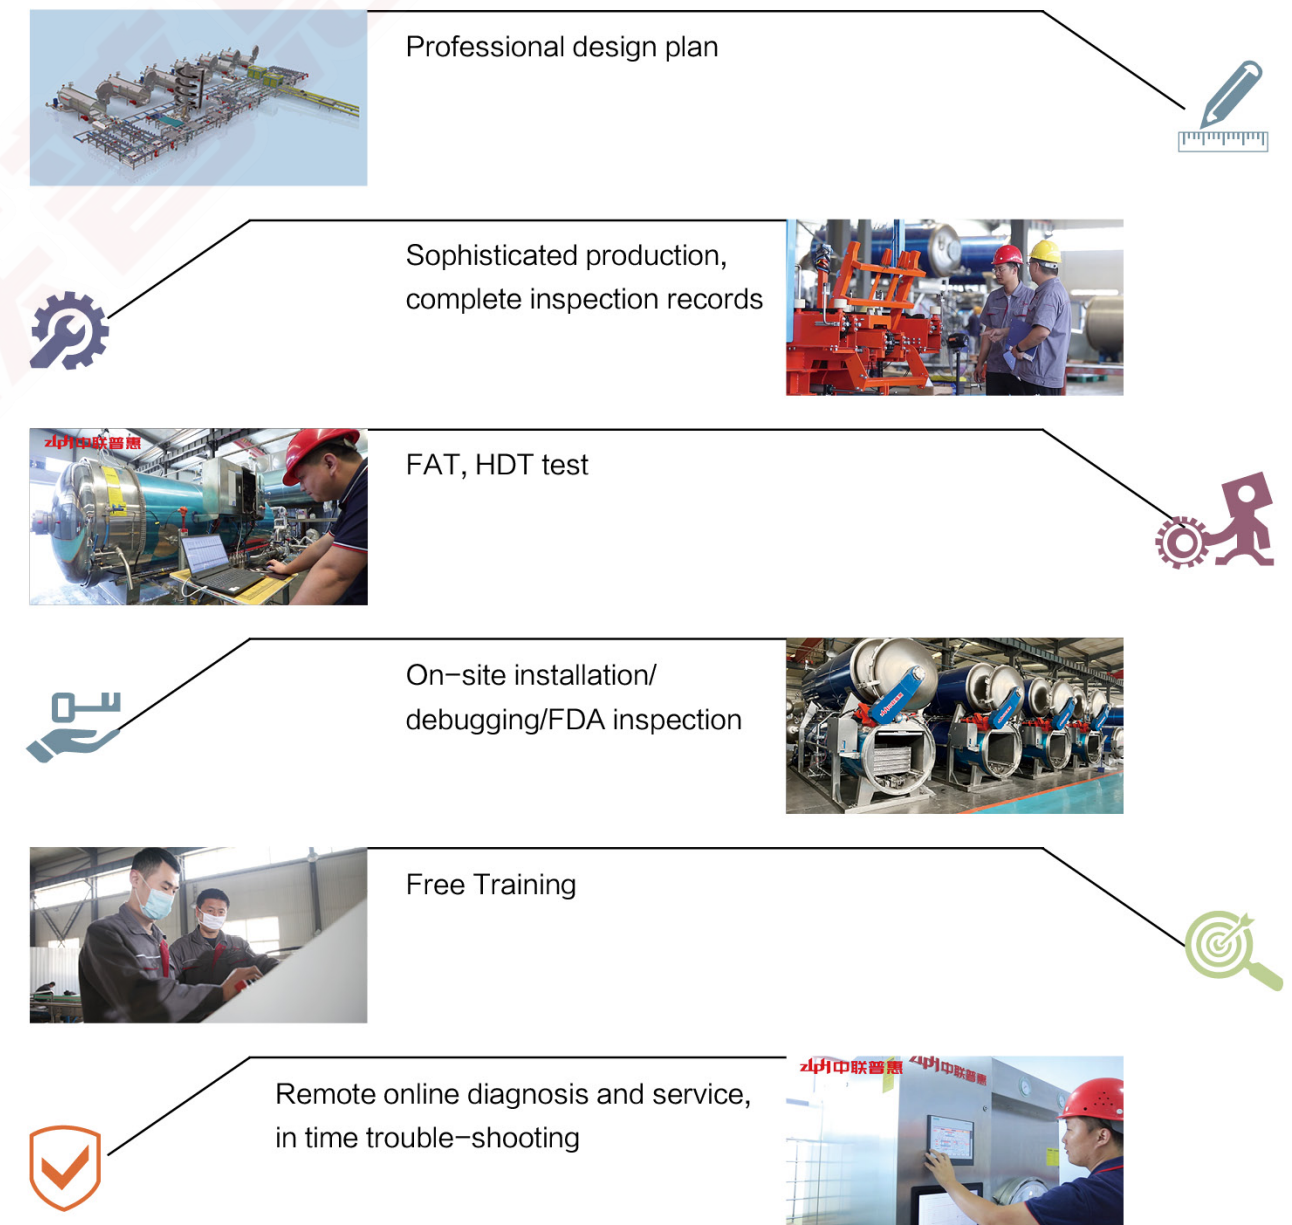 Professional design plan
Sophisticated production,
complete inspection records
zlph中联普惠
FAT, HDT test
On-site installation/
debugging/FDA inspection
Free Training
Remote online diagnosis and service,
in time trouble-shooting
zlph中联普惠
zlph中联普惠